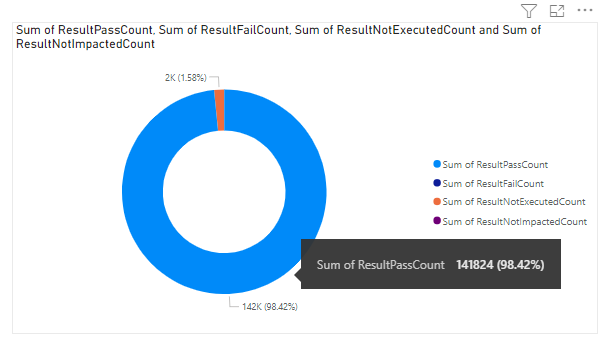 Sum of ResultPassCount, Sum of ResultFailCount, Sum of ResultNotExecutedCount and Sum of
ResultNotImpactedCount
2K (1.58%)
Sum of ResultPassCount
Sum of ResultFailCount
Sum of ResultNotExecutedCount
Sum of ResultNotImpactedCount
Sum of ResultPassCount 141824 (98.42%)
142K (98.42%)